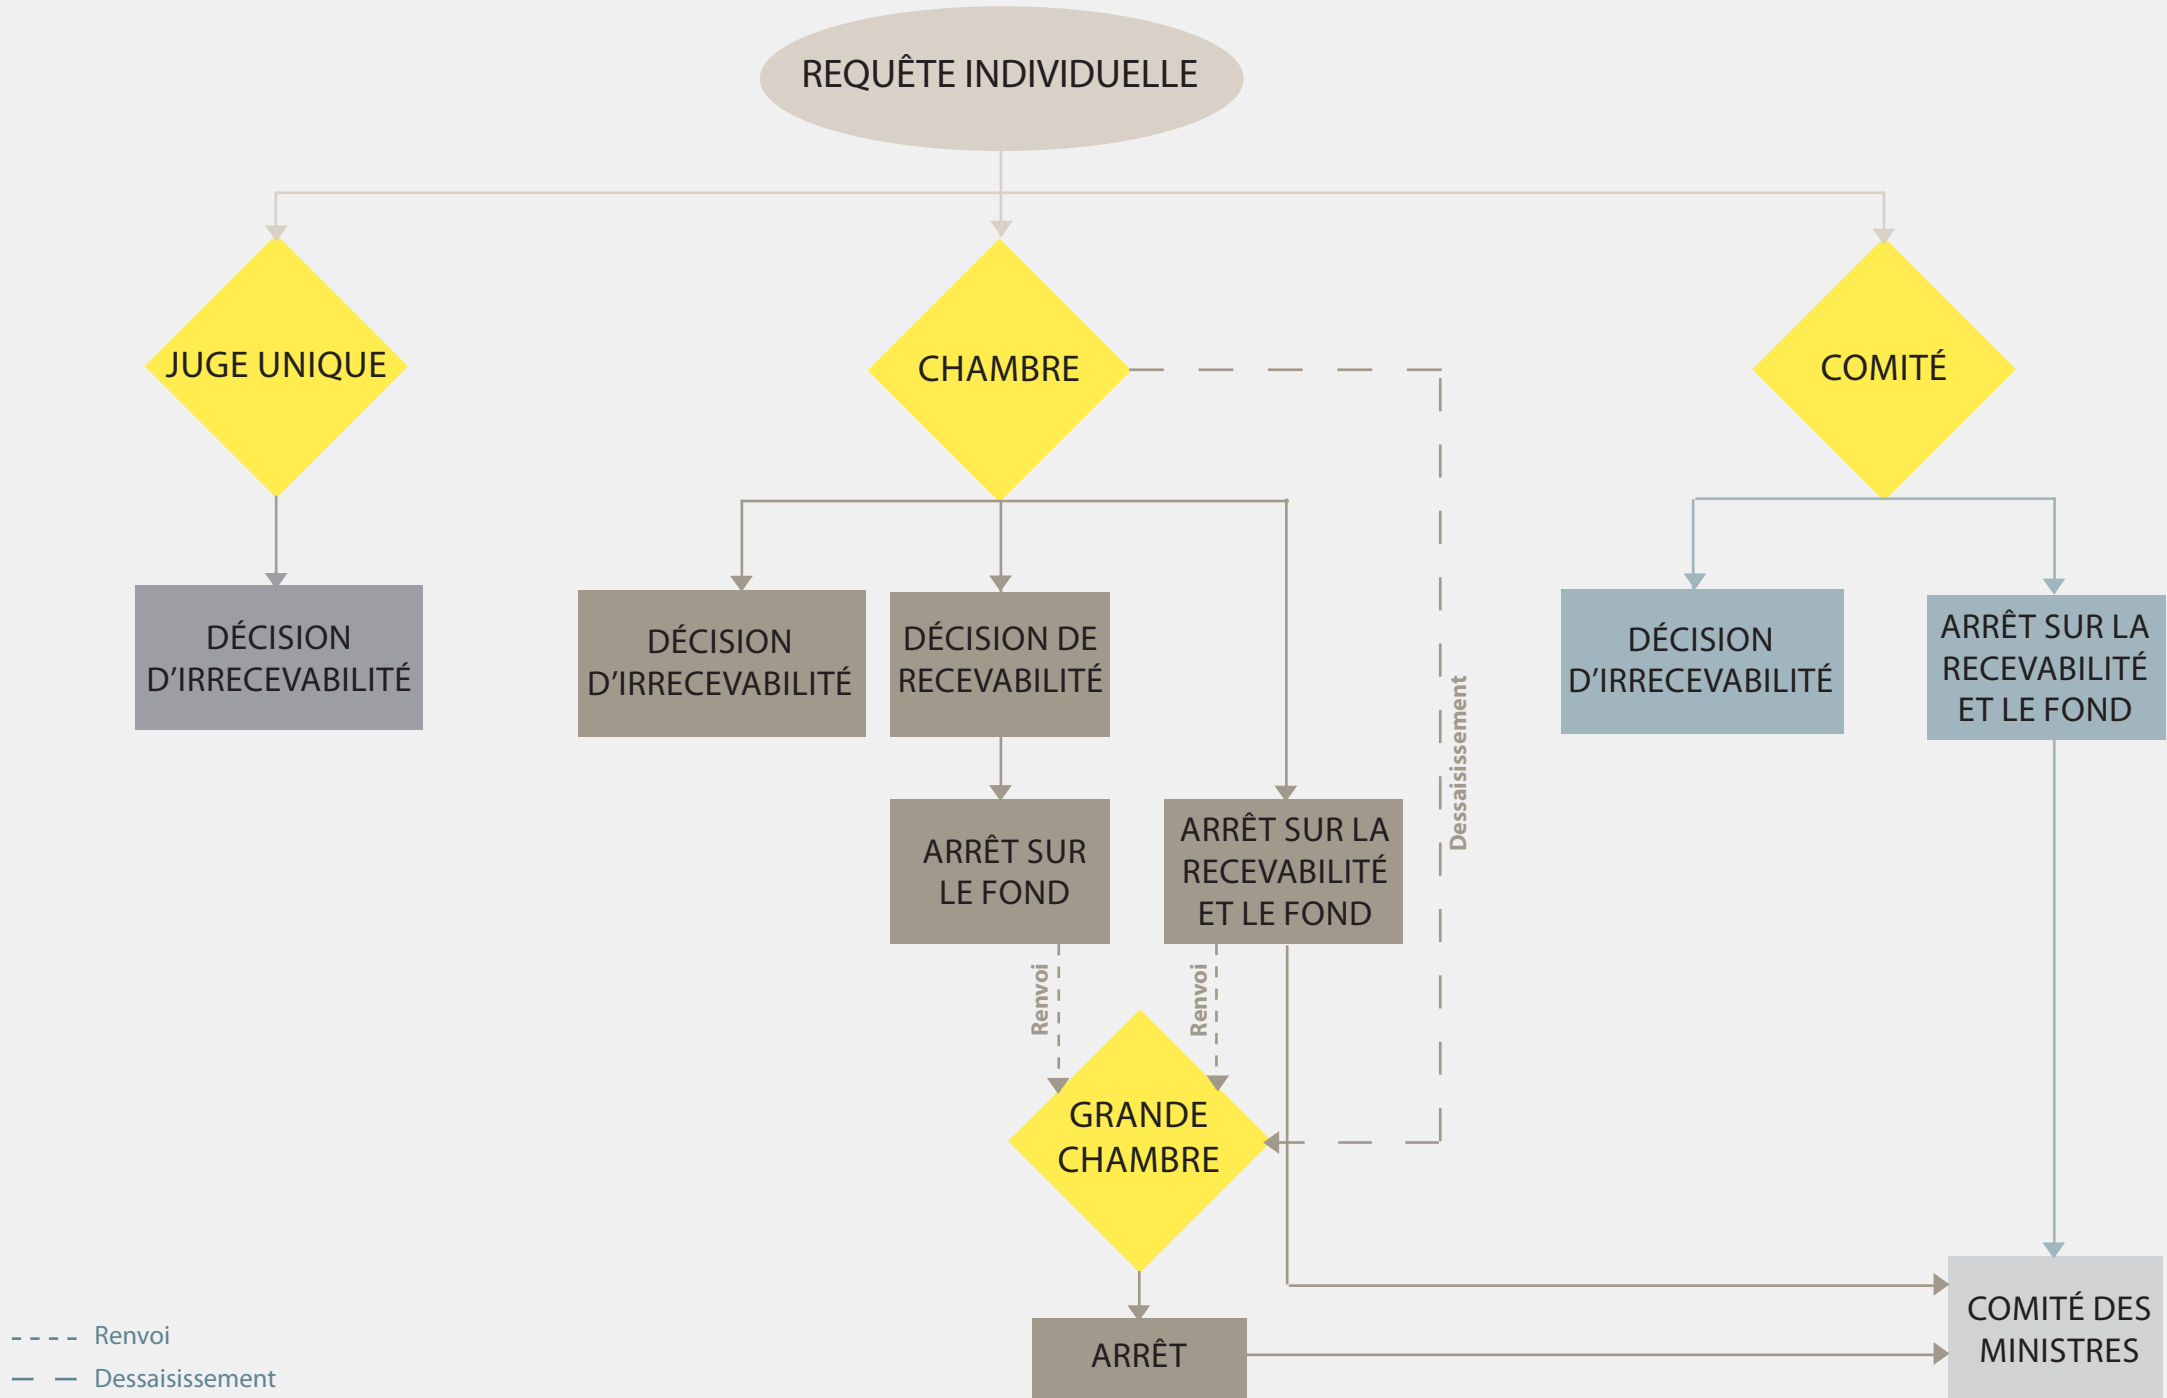 REQUÊTE INDIVIDUELLE
JUGE UNIQUE
CHAMBRE
COMITÉ
DÉCISION
D'IRRECEVABILITÉ
DÉCISION
D'IRRECEVABILITÉ
DÉCISION DE
RECEVABILITÉ
DÉCISION
D'IRRECEVABILITÉ
ARRÊT SUR LA
RECEVABILITÉ
ET LE FOND
Dessaisissement
ARRÊT SUR
LE FOND
ARRÊT SUR LA
RECEVABILITÉ
ET LE FOND
Renvoi
Renvoi
GRANDE
CHAMBRE
ARRÊT
COMITÉ DES
MINISTRES
Renvoi
Dessaisissement